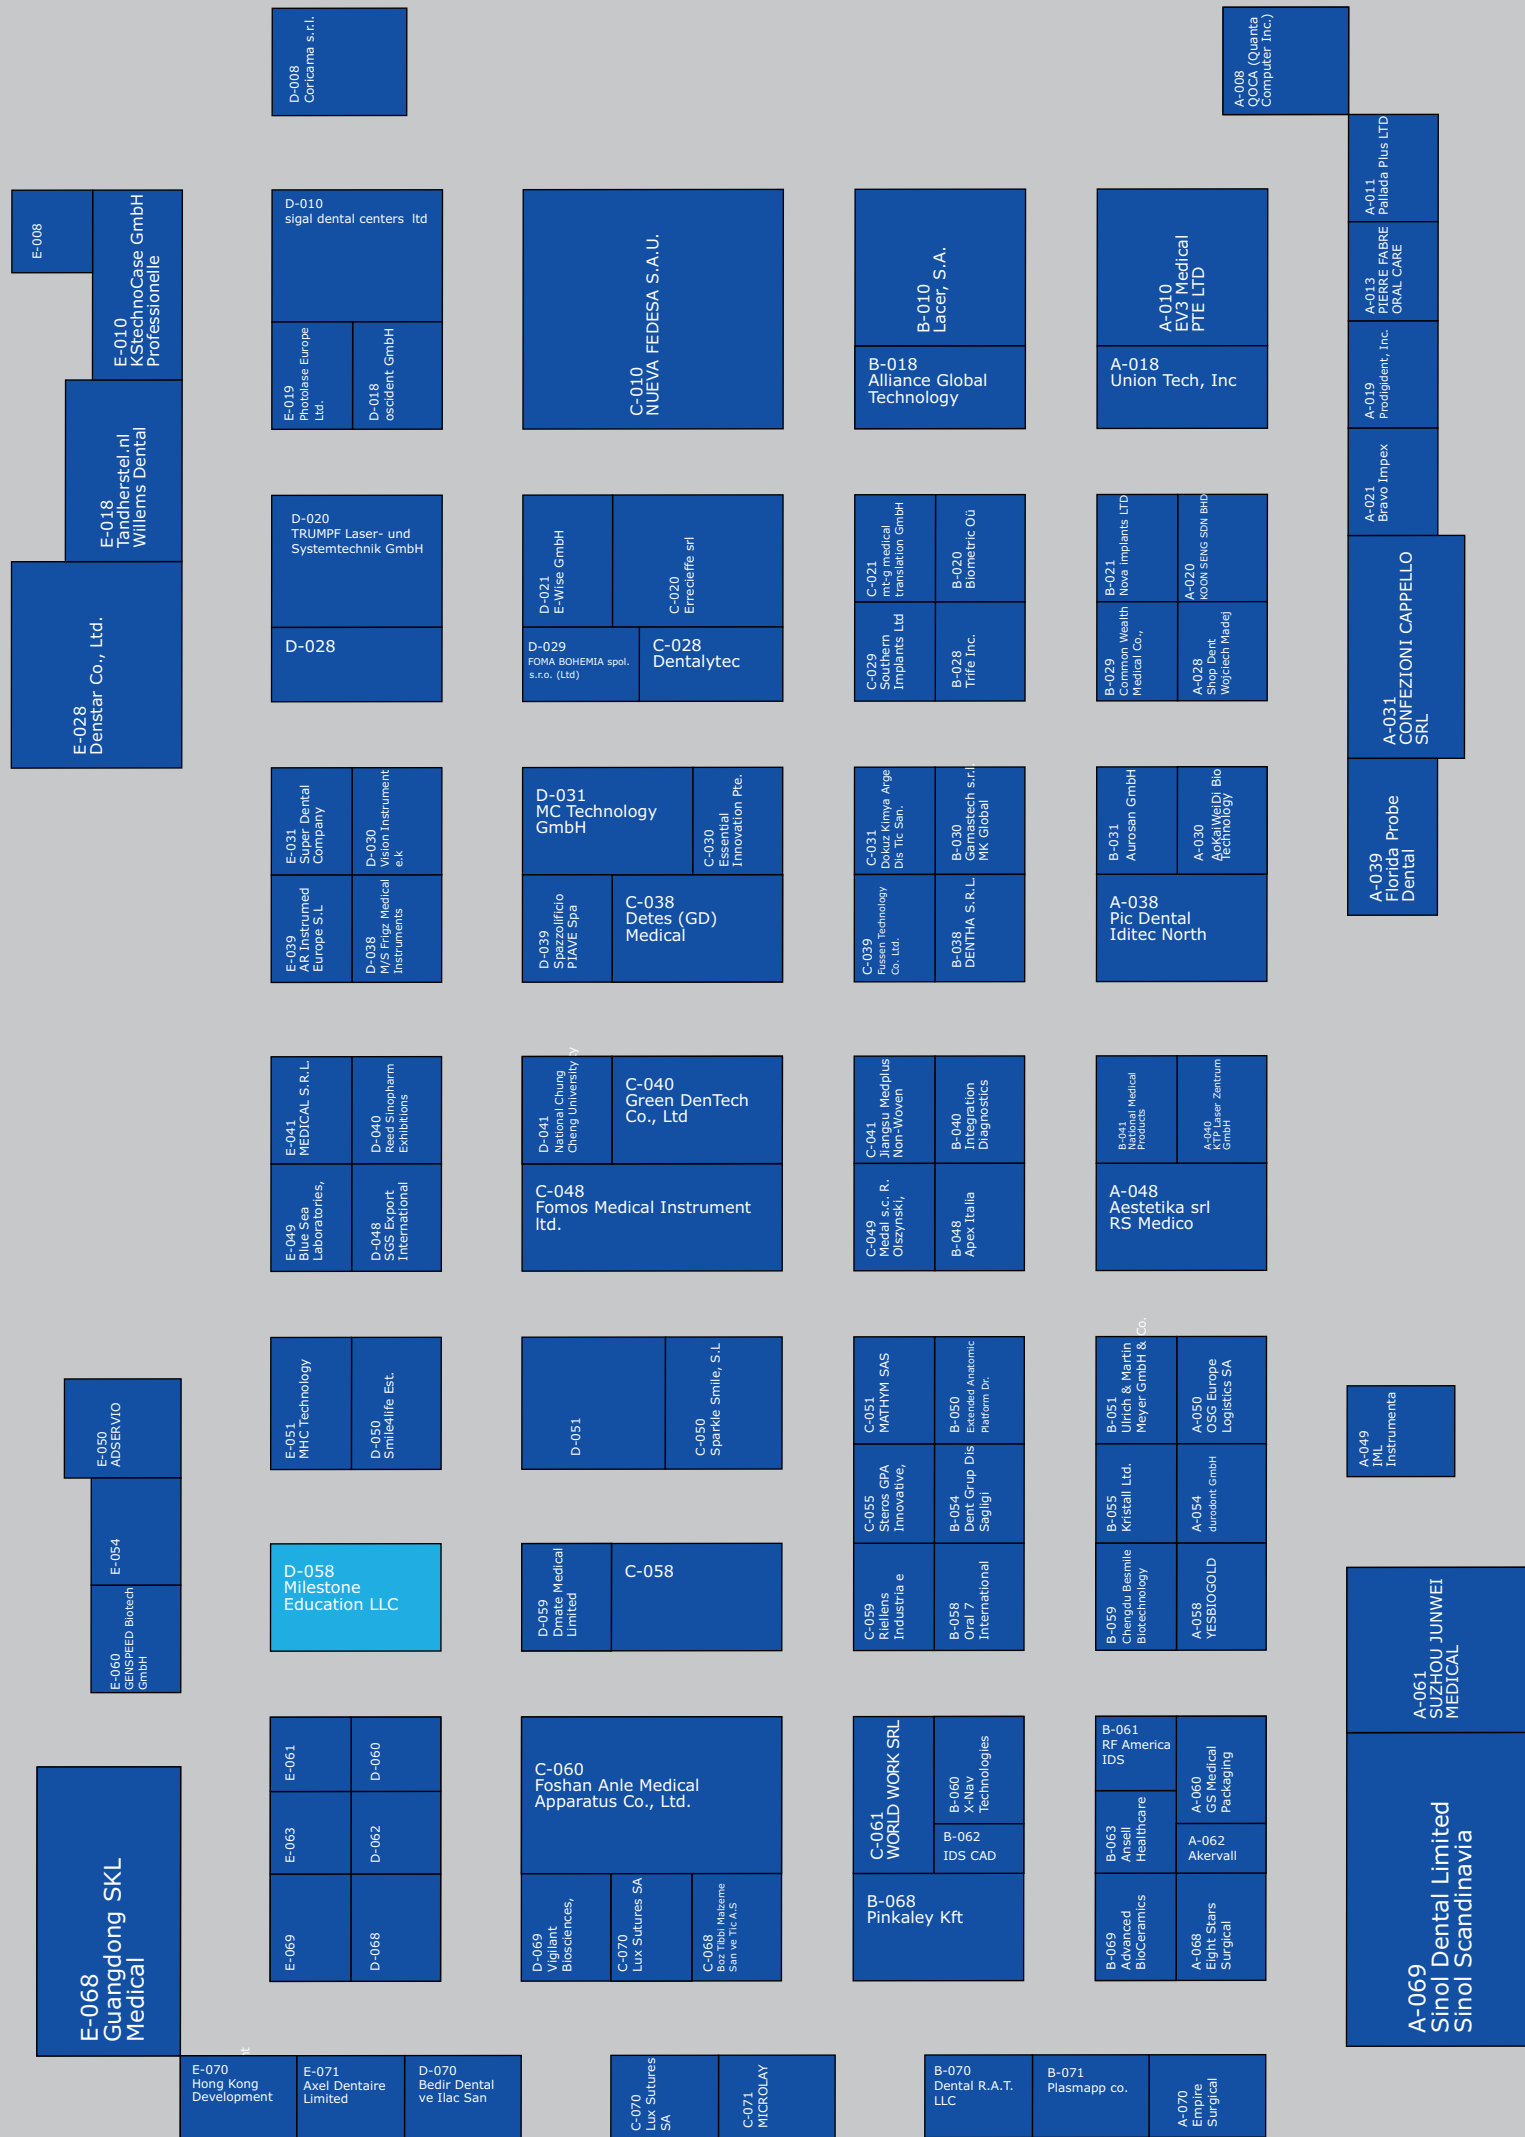 D-008
Coricama s.r.l.
A-008
QOCA (Quanta
Computer Inc.)
A-011
Pallada Plus LTD
E-008
E-010
KStechnoCase GmbH
Professionelle
D-010
sigal dental centers ltd
C-010
NUEVA FEDESA S.A.U.
B-010
Lacer, S.A.
A-010
EV3 Medical
PTE LTD
A-013
PIERRE FABRE
ORAL CARE
E-019
Photolase Europe
Ltd.
D-018
oscident GmbH
B-018
Alliance Global
Technology
A-018
Union Tech, Inc
A-019
Prodigident, Inc.
E-018
Tandherstel.nl
Willems Dental
A-021
Bravo Impex
D-020
TRUMPF Laser- und
Systemtechnik GmbH
D-021
E-Wise GmbH
C-020
Errecieffe srl
C-021
mt-g medical
translation GmbH
B-020
Biometric Oü
B-021
Nova implants LTD
A-020
KOON SENG SDN BHD
E-028
Denstar Co., Ltd.
D-028
D-029
FOMA BOHEMIA spol.
s.r.o. (Ltd)
C-028
Dentalytec
C-029
Southern
Implants Ltd
B-028
Trife Inc.
B-029
Common Wealth
Medical Co.,
A-028
Shop Dent
Wojciech Madej
A-031
CONFEZIONI CAPPELLO
SRL
E-031
Super Dental
Company
D-030
Vision Instrument
e.k
D-031
MC Technology
GmbH
C-030
Essential
Innovation Pte.
C-031
Dokuz Kimya Arge
Dis Tic San.
B-030
Gamastech s.r.l.
MK Global
B-031
Aurosan GmbH
A-030
AoKaiWeiDi Bio
Technology
A-039
Florida Probe
Dental
E-039
AR Instrumed
Europe S.L
D-038
M/S Frigz Medical
Instruments
D-039
Spazzolificio
PIAVE Spa
C-038
Detes (GD)
Medical
C-039
Fussen Technology
Co. Ltd.
B-038
DENTHA S.R.L.
A-038
Pic Dental
Iditec North
E-041
MEDICAL S.R.L.
D-040
Reed Sinopharm
Exhibitions
D-041
National Chung
Cheng University
C-040
Green DenTech
Co., Ltd
C-041
Jiangsu Medplus
Non-Woven
B-040
Integration
Diagnostics
B-041
National Medical
Products
A-040
KTP Laser Zentrum
GmbH
E-049
Blue Sea
Laboratories,
D-048
SGS Export
International
C-048
Fomos Medical Instrument
ltd.
C-049
Medal s.c. R.
Olszynski,
B-048
Apex Italia
A-048
Aestetika srl
RS Medico
E-050
ADSERVIO
E-051
MHC Technology
D-050
Smile4life Est.
D-051
C-050
Sparkle Smile, S.L
C-051
MATHYM SAS
B-050
Extended Anatomic
Platform Dr.
B-051
Ulrich & Martin
Meyer GmbH & Co.
A-050
OSG Europe
Logistics SA
A-049
IML
Instrumenta
E-054
C-055
Steros GPA
Innovative,
B-054
Dent Grup Dis
Sagligi
B-055
Kristall Ltd.
A-054
durodont GmbH
E-060
GENSPEED Biotech
GmbH
D-058
Milestone
Education LLC
D-059
Dmate Medical
Limited
C-058
C-059
Riellens
Industria e
B-058
Oral 7
International
B-059
Chengdu Besmile
Biotechnology
A-058
YESBIOGOLD
A-061
SUZHOU JUNWEI
MEDICAL
E-061
D-060
C-060
Foshan Anle Medical
Apparatus Co., Ltd.
C-061
WORLD WORK SRL
B-060
X-Nav
Technologies
B-061
RF America
IDS
A-060
GS Medical
Packaging
E-063
D-062
B-062
IDS CAD
B-063
Ansell
Healthcare
A-062
Akervall
E-068
Guangdong SKL
Medical
E-069
D-068
D-069
Vigilant
Biosciences,
C-070
Lux Sutures SA
C-068
Boz Tibbi Malzeme
San ve Tic A.S
B-068
Pinkaley Kft
B-069
Advanced
BioCeramics
A-068
Eight Stars
Surgical
A-069
Sinol Dental Limited
Sinol Scandinavia
E-070
Hong Kong
Development
E-071
Axel Dentaire
Limited
D-070
Bedir Dental
ve Ilac San
C-070
Lux Sutures
SA
C-071
MICROLAY
B-070
Dental R.A.T.
LLC
B-071
Plasmapp co.
A-070
Empire
Surgical